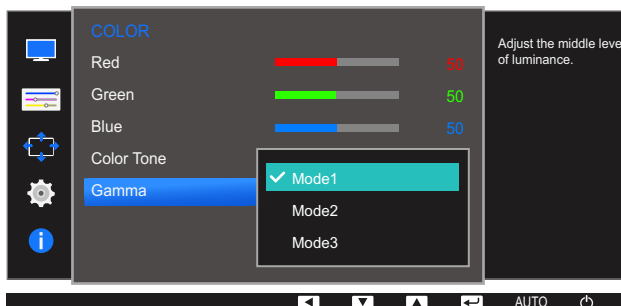 COLOR
Red 50
Green 50
Blue 50
Color Tone
Gamma
Mode1
Mode2
Mode3
Adjust the middle leve
of luminance.
AUTO